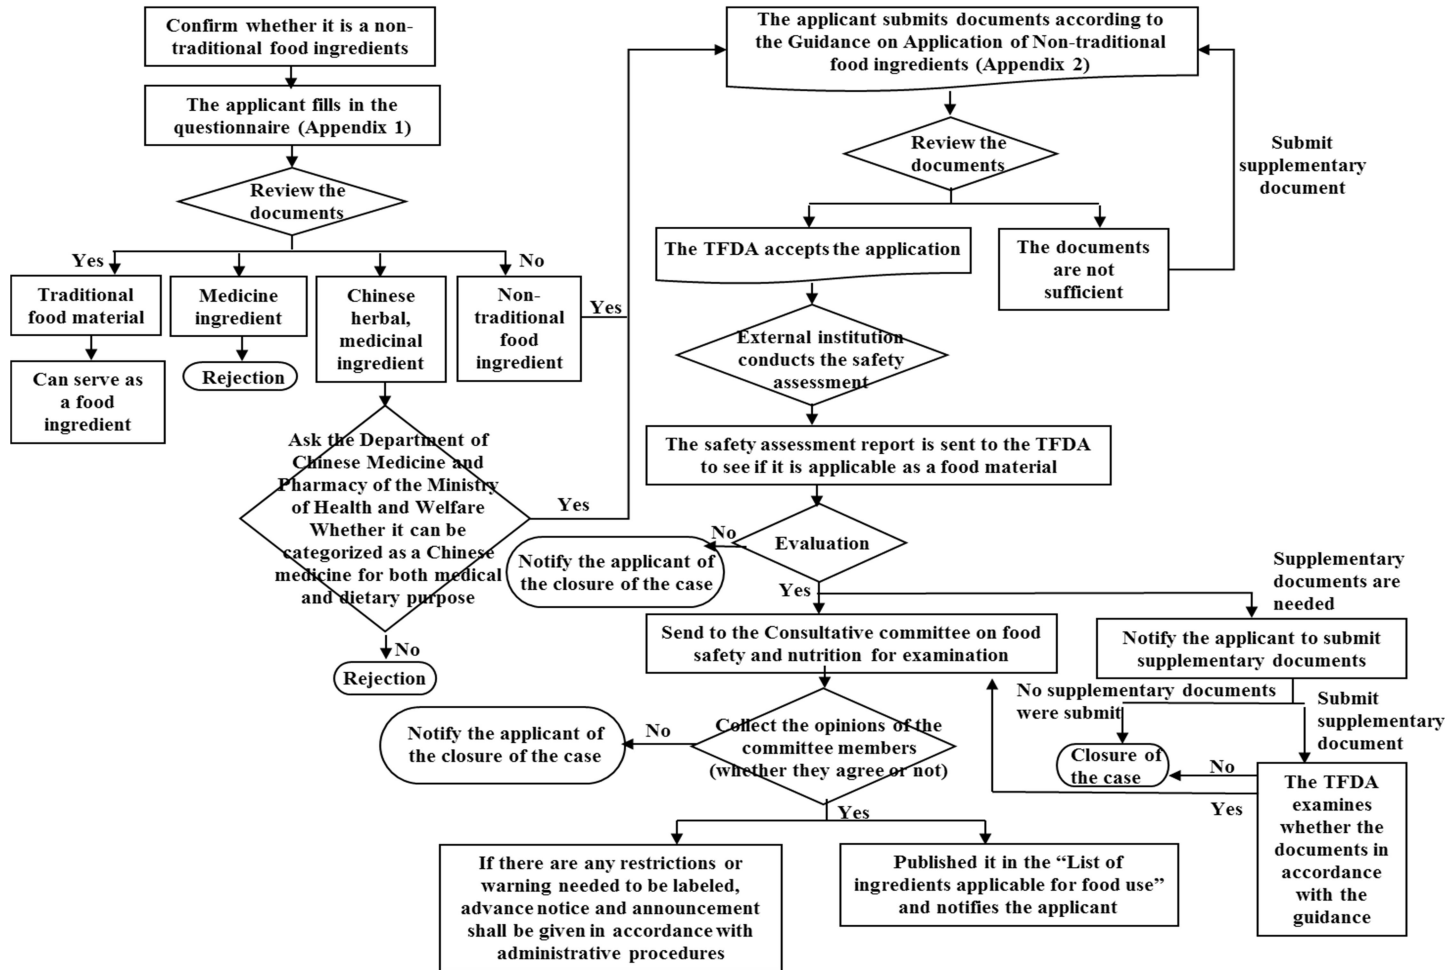 Confirm whether it is a non-
traditional food ingredients
The applicant fills in the
questionnaire (Appendix 1)
Review the
documents
Yes
No
Traditional
food material
Medicine
ingredient
Chinese
herbal,
medicinal
ingredient
Non-
traditional
food
ingredient
Yes
Can serve as
a food
ingredient
Rejection
Ask the Department of
Chinese Medicine and
Pharmacy of the Ministry
of Health and Welfare
Whether it can be
categorized as a Chinese
medicine for both medical
and dietary purpose
Yes
No
Rejection
The applicant submits documents according to
the Guidance on Application of Non-traditional
food ingredients (Appendix 2)
Review the
documents
Submit
supplementary
document
The TFDA accepts the application
The documents
are not
sufficient
External institution
conducts the safety
assessment
The safety assessment report is sent to the TFDA
to see if it is applicable as a food material
Evaluation
No
Notify the applicant of
the closure of the case
Yes
Supplementary
documents are
needed
Send to the Consultative committee on food
safety and nutrition for examination
Notify the applicant to submit
supplementary documents
No supplementary documents
were submit
Submit
supplementary
document
Collect the opinions of the
committee members
(whether they agree or not)
No
Notify the applicant of
the closure of the case
Closure of
the case
No
Yes
The TFDA
examines
whether the
documents in
accordance
with the
guidance
Yes
If there are any restrictions or
warning needed to be labeled,
advance notice and announcement
shall be given in accordance with
administrative procedures
Published it in the “List of
ingredients applicable for food use”
and notifies the applicant